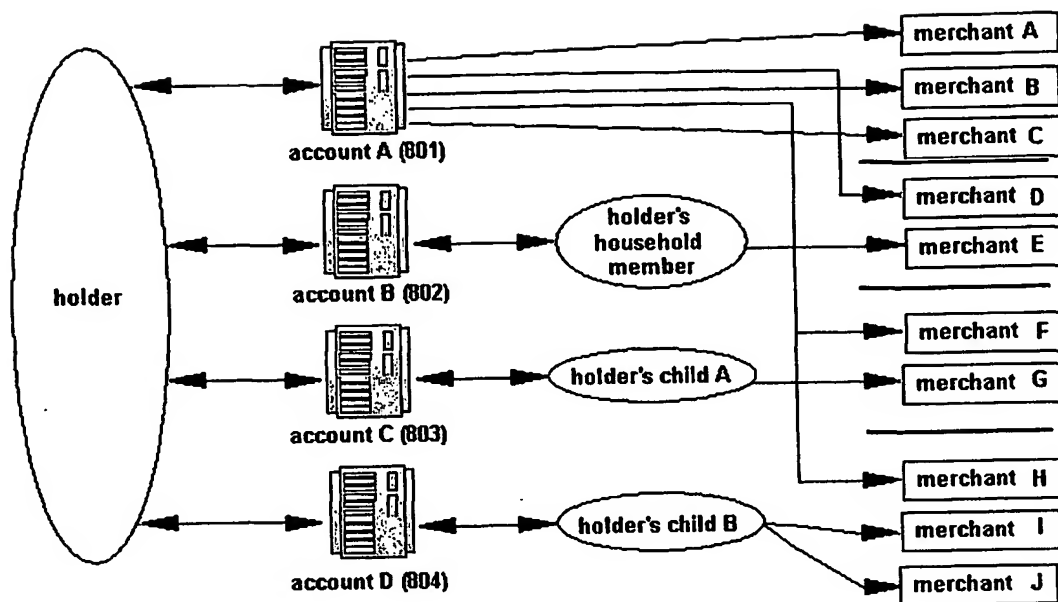 merchant A
merchant B
merchant C
account A (801)
merchant D
holder's
household
member
merchant E
holder
account B (802)
merchant F
holder's child A
merchant G
account C (803)
merchant H
holder's child B
merchant I
account D (804)
merchant J